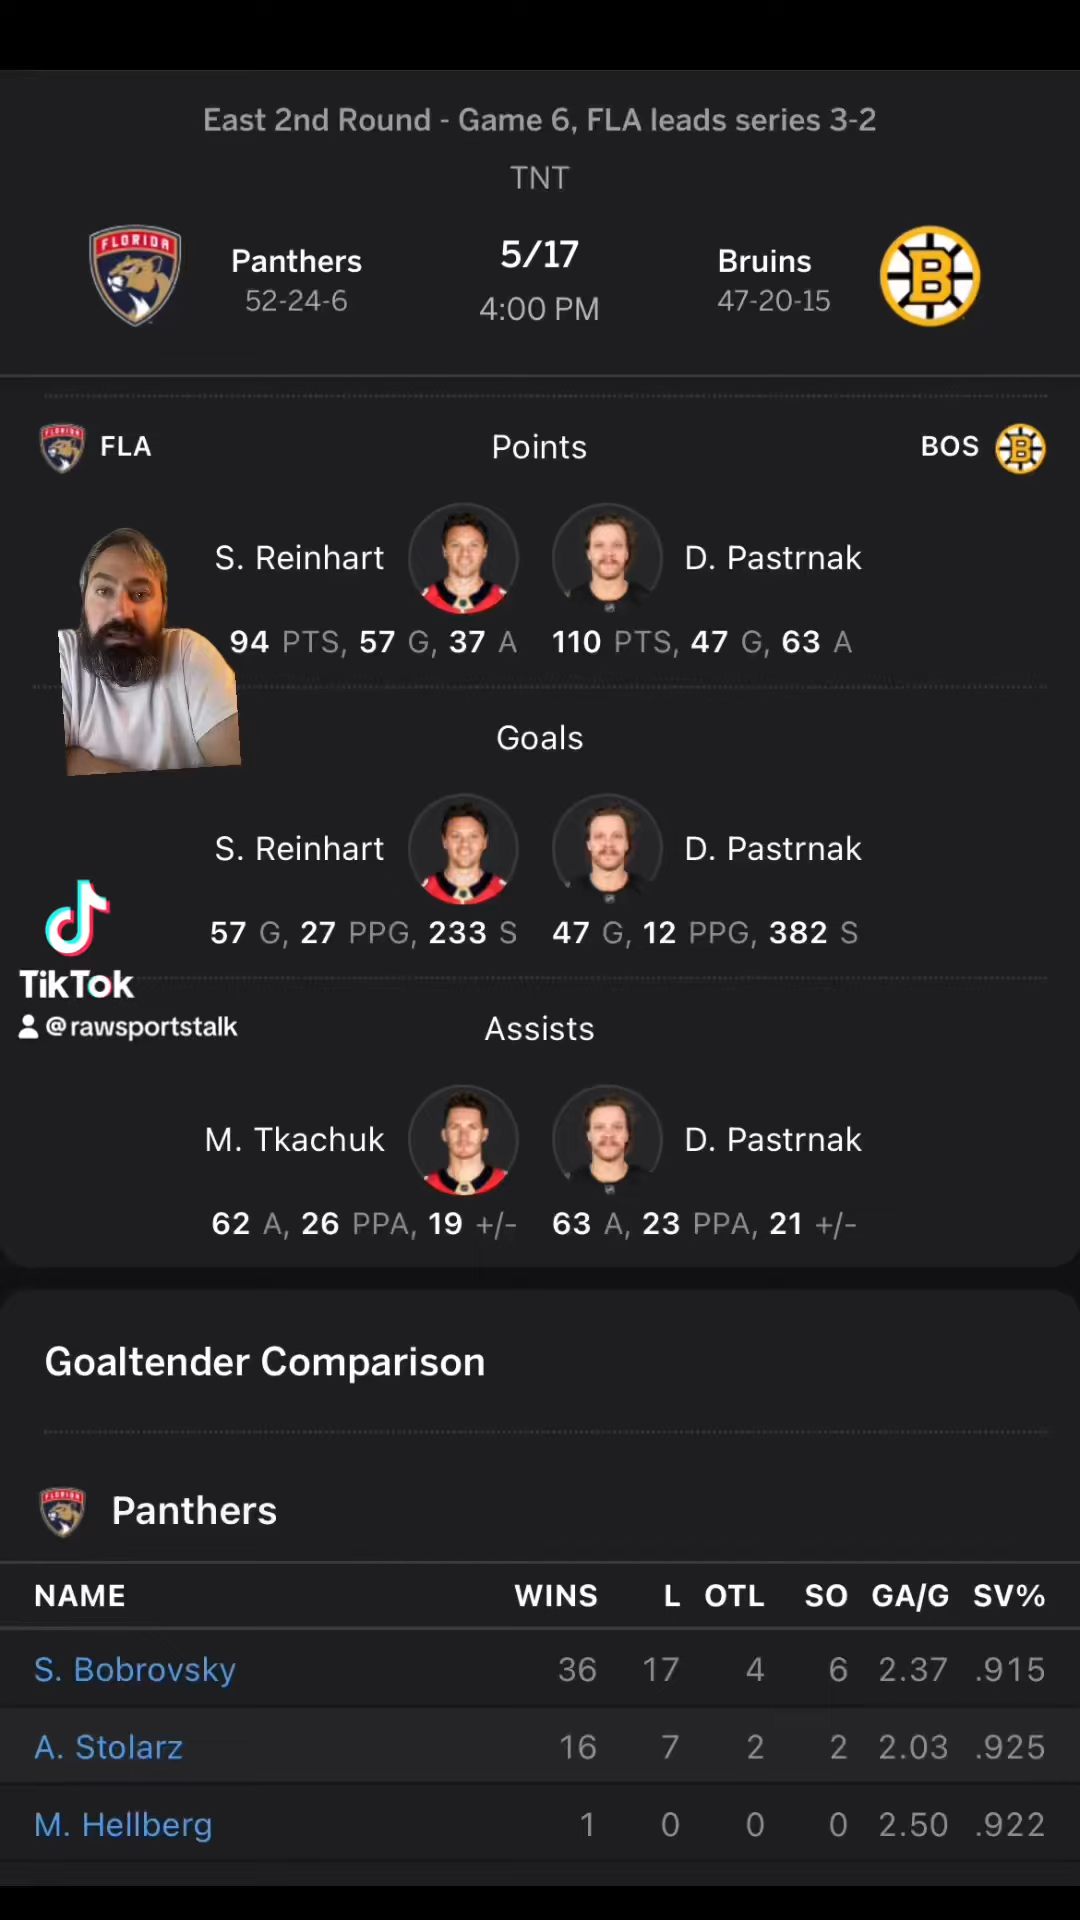 East 2nd Round - Game 6, FLA leads series 3-2
TNT
FLORIDA
Panthers
52-24-6
5/17
4:00 PM
Bruins
47-20-15
B
FLA
Points
BOS
B
S. Reinhart
D. Pastrnak
94 PTS, 57 G, 37 A
110 PTS, 47 G, 63 A
Goals
S. Reinhart
D. Pastrnak
57 G, 27 PPG, 233 S
47 G, 12 PPG, 382 S
TikTok
@rawsportstalk
Assists
M. Tkachuk
D. Pastrnak
62 A, 26 PPA, 19 +/-
63 A, 23 PPA, 21 +/-
Goaltender Comparison
Panthers
NAME WINS L OTL SO GA/G SV%
S. Bobrovsky 36 17 4 6 2.37 .915
A. Stolarz 16 7 2 2 2.03 .925
M. Hellberg 1 0 0 0 2.50 .922